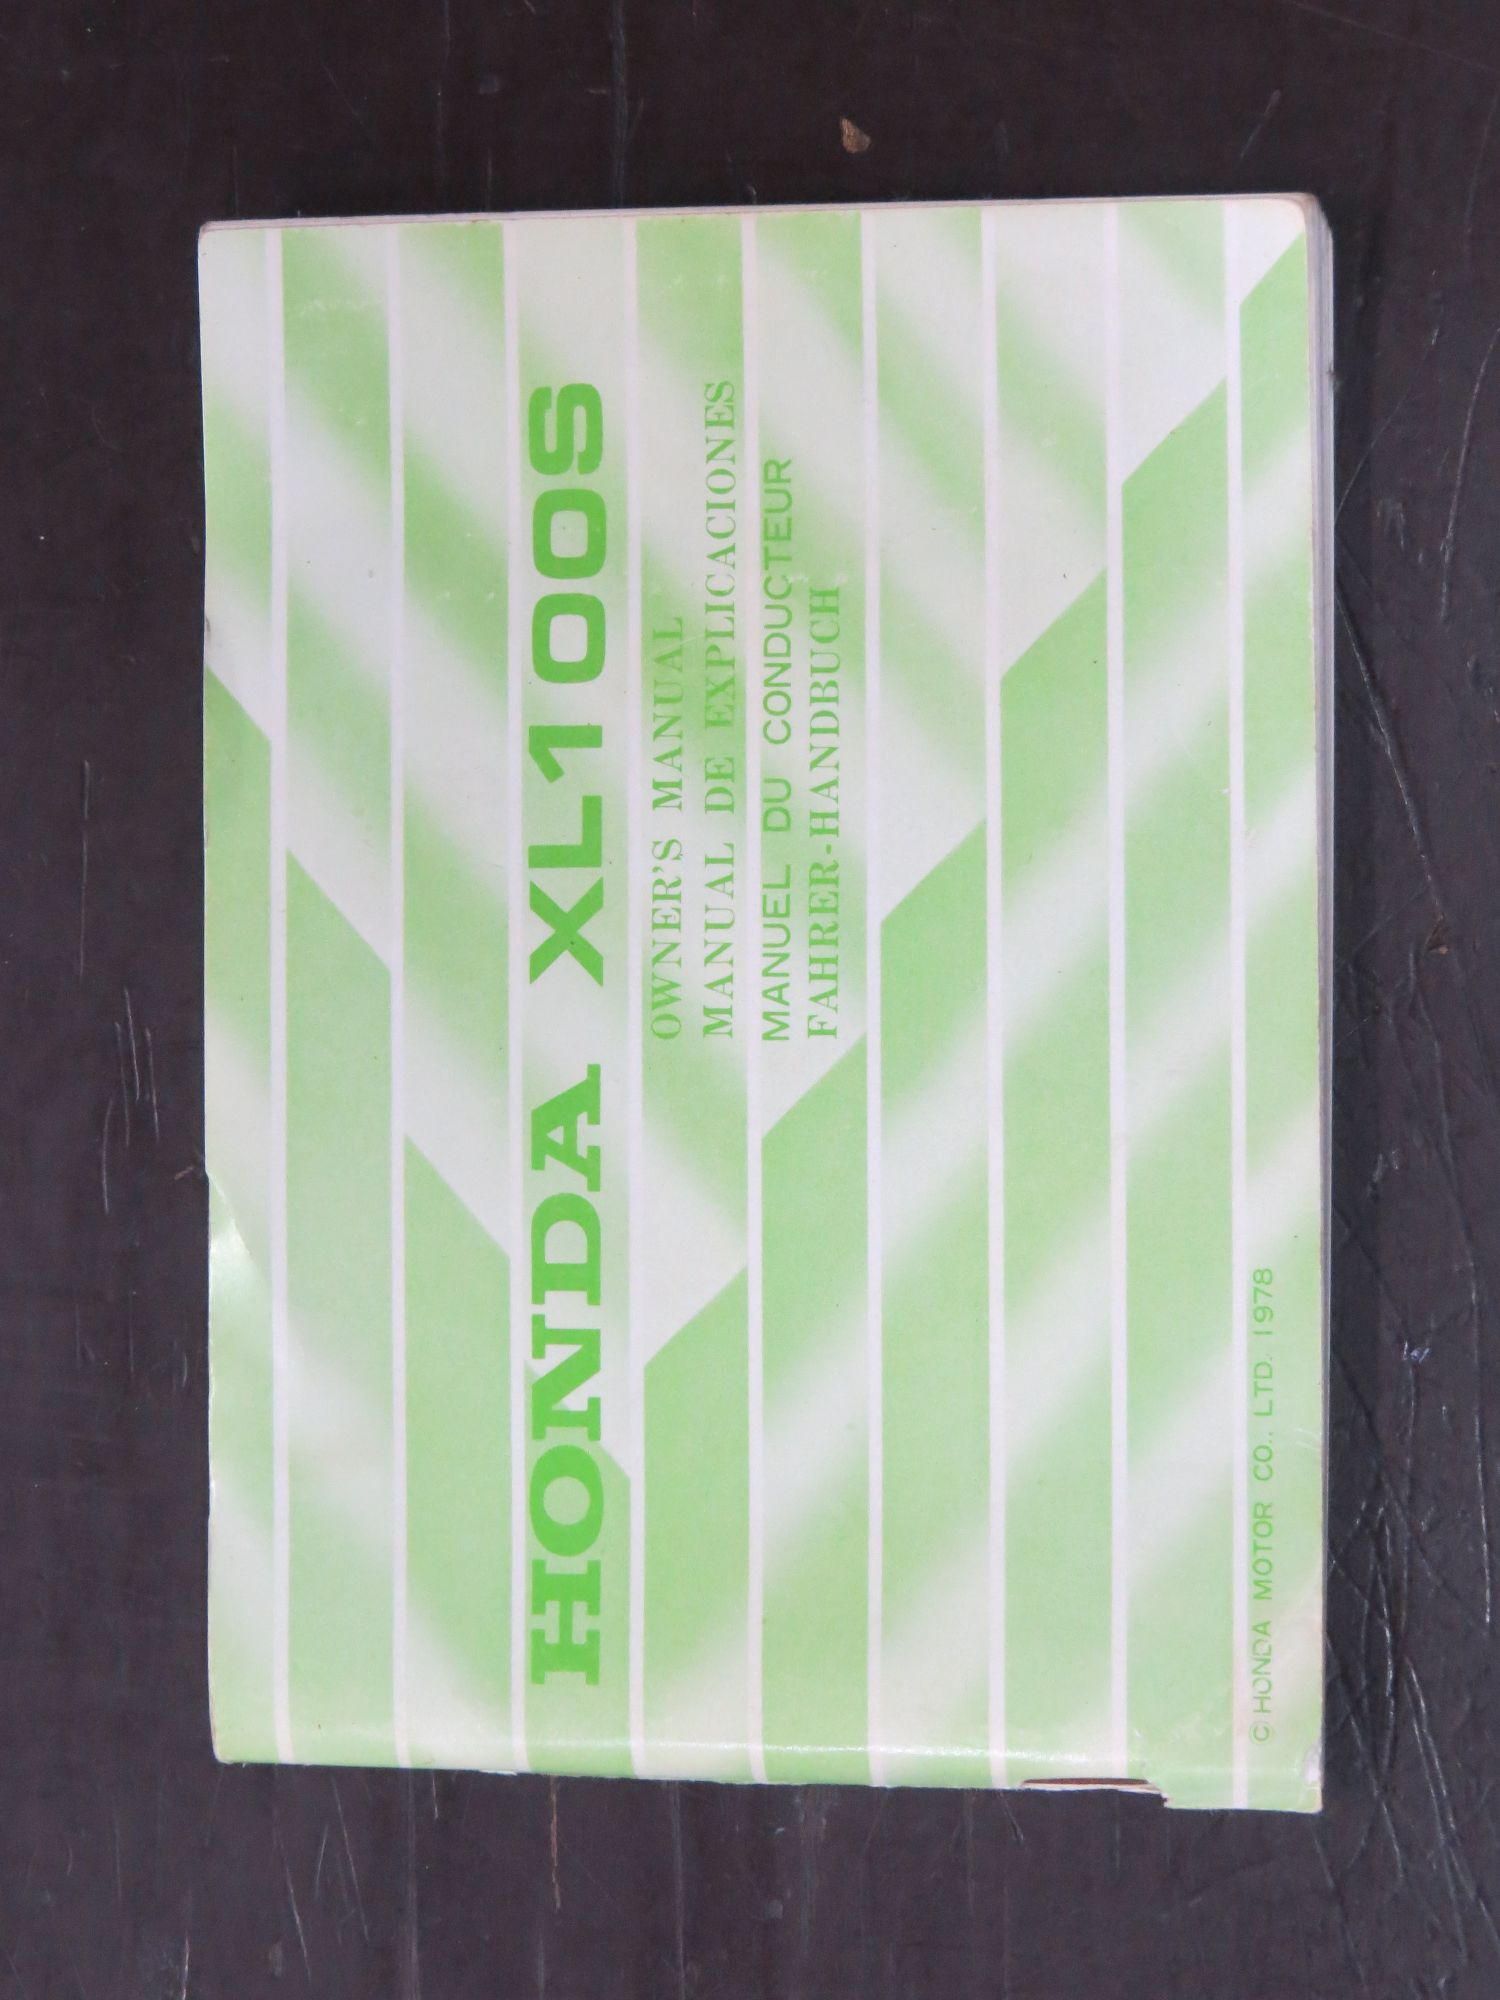 HONDA XL100S
OWNER'S MANUAL
MANUAL DE EXPLICACIONES
MANUEL DU CONDUCTEUR
FAHRER-HANDBUCH
© HONDA MOTOR CO., LTD. 1978